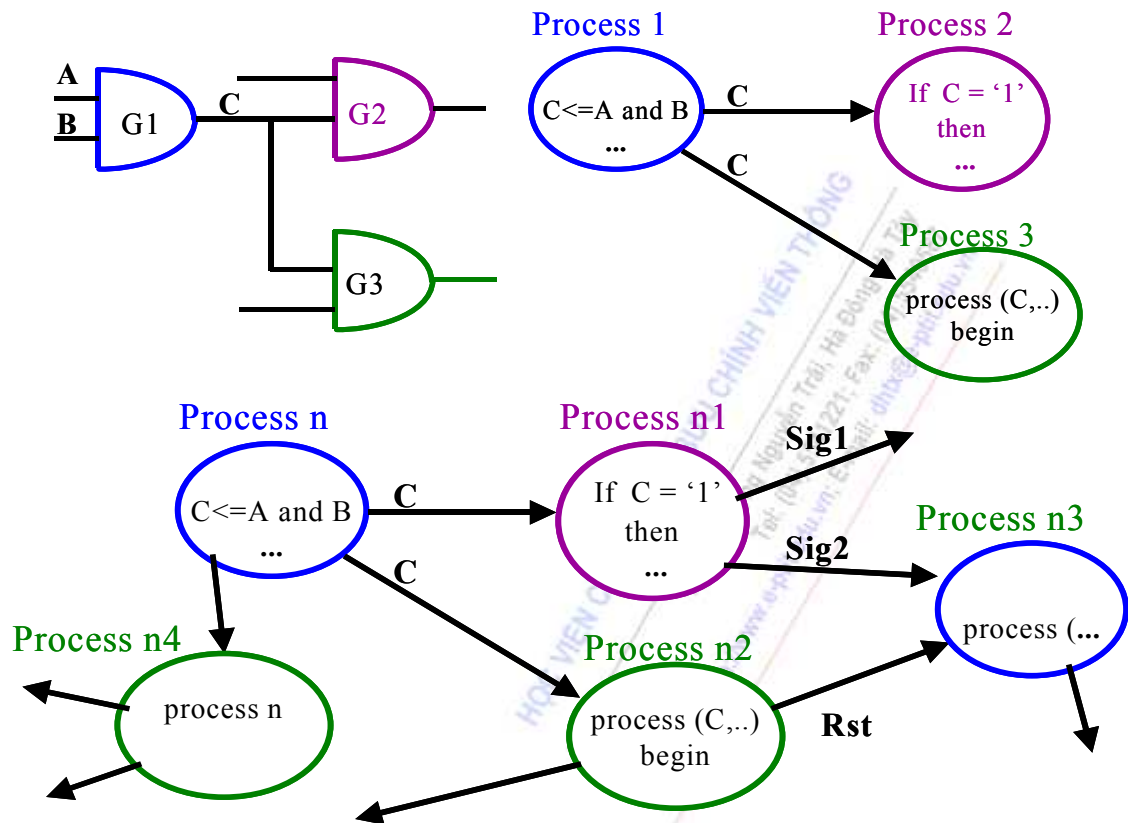 Process 1
Process 2
A
B
G1
C
G2
G3
C<=A and B
...
C
C
If C = ‘1’
then
...
Process 3
process (C,..)
begin
Process n
C<=A and B
...
C
C
Process n1
If C = ‘1’
then
...
Sig1
Sig2
Process n3
process (...
Process n4
process n
Process n2
process (C,..)
begin
Rst